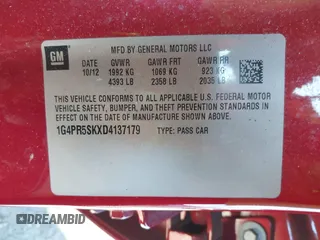 GM
MFD BY GENERAL MOTORS LLC
10/12 GVWR GAWR FRT GAWR RR
1992 KG 1069 KG 923 KG
4393 LB 2358 LB 2035 LB
THIS VEHICLE CONFORMS TO ALL APPLICABLE U.S. FEDERAL MOTOR
VEHICLE SAFETY, BUMPER, AND THEFT PREVENTION STANDARDS
IN EFFECT ON THE DATE OF MANUFACTURE SHOWN ABOVE.
1G4PR5SKXD4137179 TYPE: PASS CAR
DREAMBID